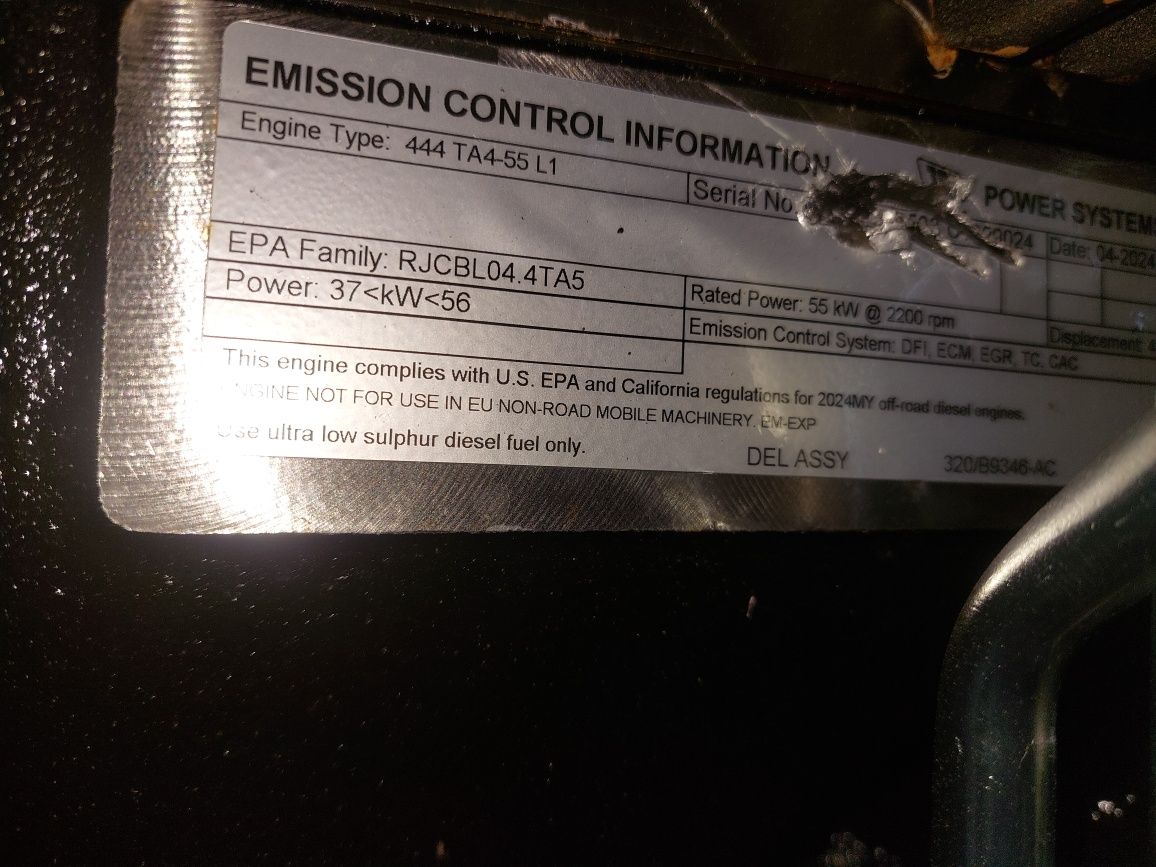 EMISSION CONTROL INFORMATION
POWER SYSTEMS
Engine Type: 444 TA4-55 L1
Serial No
Date: 04-2024
EPA Family: RJCBL04.4TA5
Rated Power: 55 kW @ 2200 rpm
Power: 37<kW<56
Emission Control System: DFI, ECM, EGR, TC, CAC
Displacement: 4
This engine complies with U.S. EPA and California regulations for 2024MY off-road diesel engines.
ENGINE NOT FOR USE IN EU NON-ROAD MOBILE MACHINERY. EM-EXP
Use ultra low sulphur diesel fuel only.
DEL ASSY
320/B9346-AC